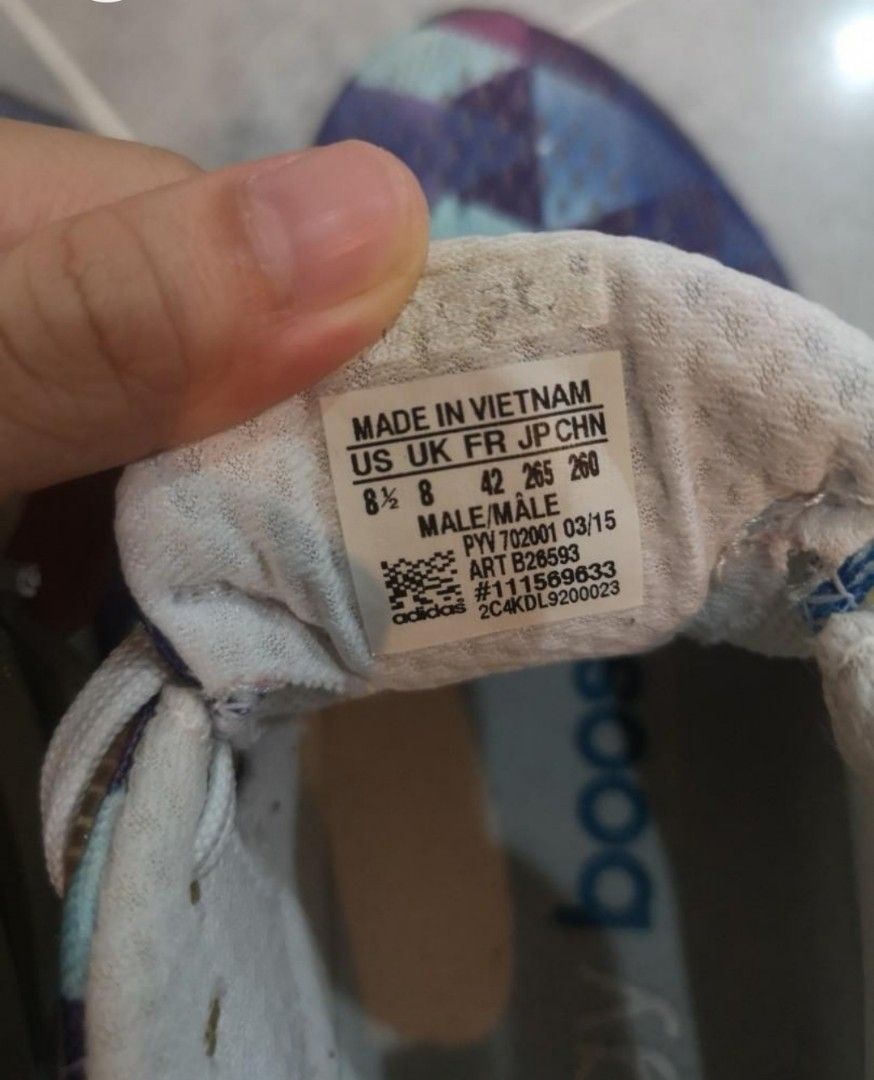 MADE IN VIETNAM
US UK FR JP CHN
8½ 8 42 265 260
MALE/MÂLE
PYV 702001 03/15
ART B26593
#111569633
2C4KDL9200023
adidas
boos